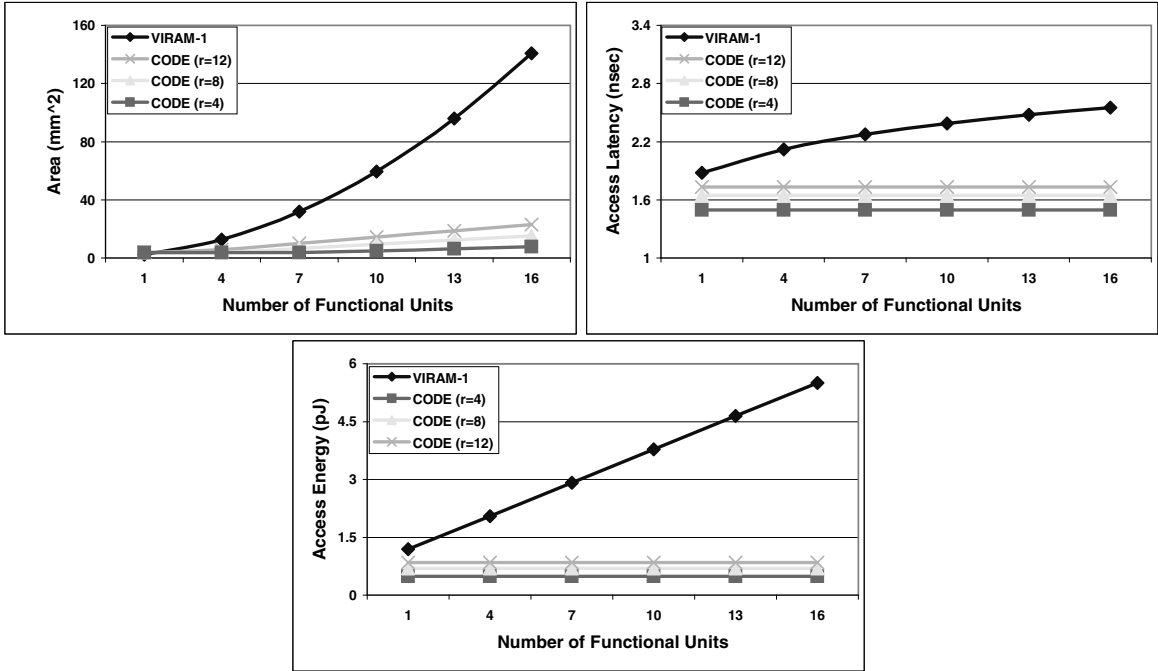 160
120
80
40
0
Area (mm^2)
VIRAM-1
CODE (r=12)
CODE (r=8)
CODE (r=4)
1 4 7 10 13 16
Number of Functional Units
3.4
2.8
2.2
1.6
1
Access Latency (nsec)
VIRAM-1
CODE (r=12)
CODE (r=8)
CODE (r=4)
1 4 7 10 13 16
Number of Functional Units
6
4.5
3
1.5
0
Access Energy (pJ)
VIRAM-1
CODE (r=4)
CODE (r=8)
CODE (r=12)
1 4 7 10 13 16
Number of Functional Units